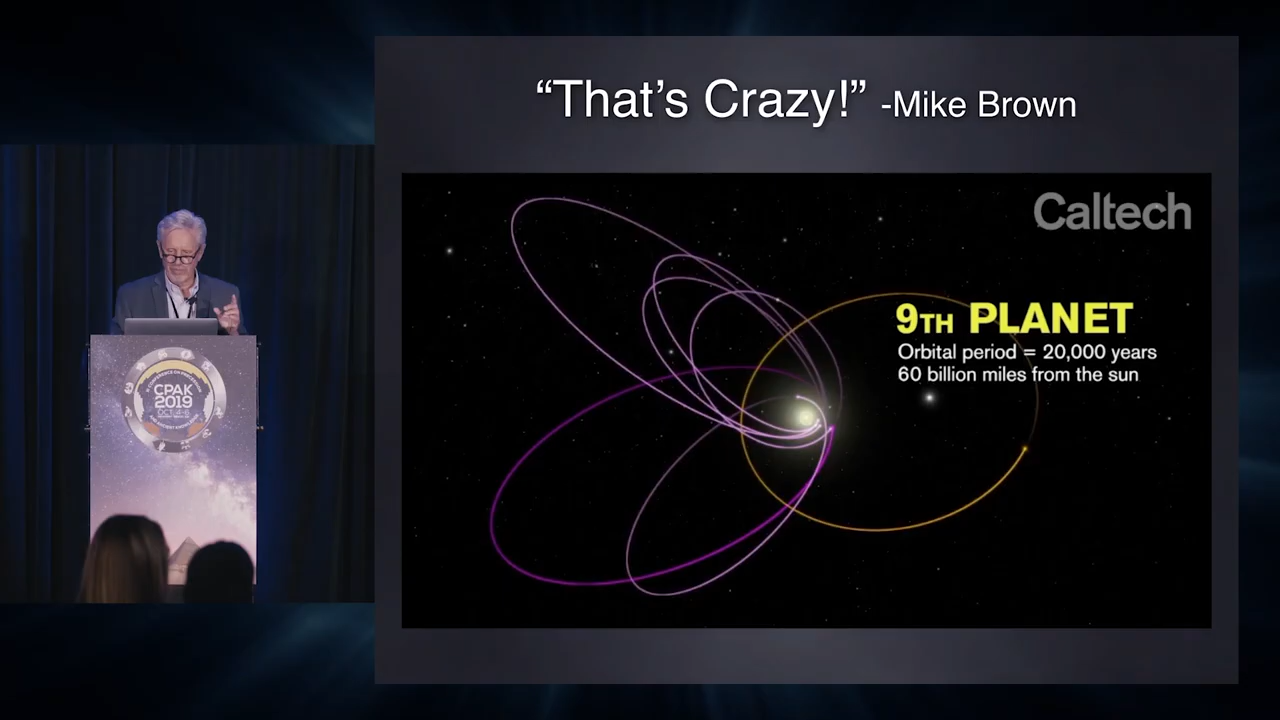 “That’s Crazy!” -Mike Brown
Caltech
9TH PLANET
Orbital period = 20,000 years
60 billion miles from the sun
CPAK
2019